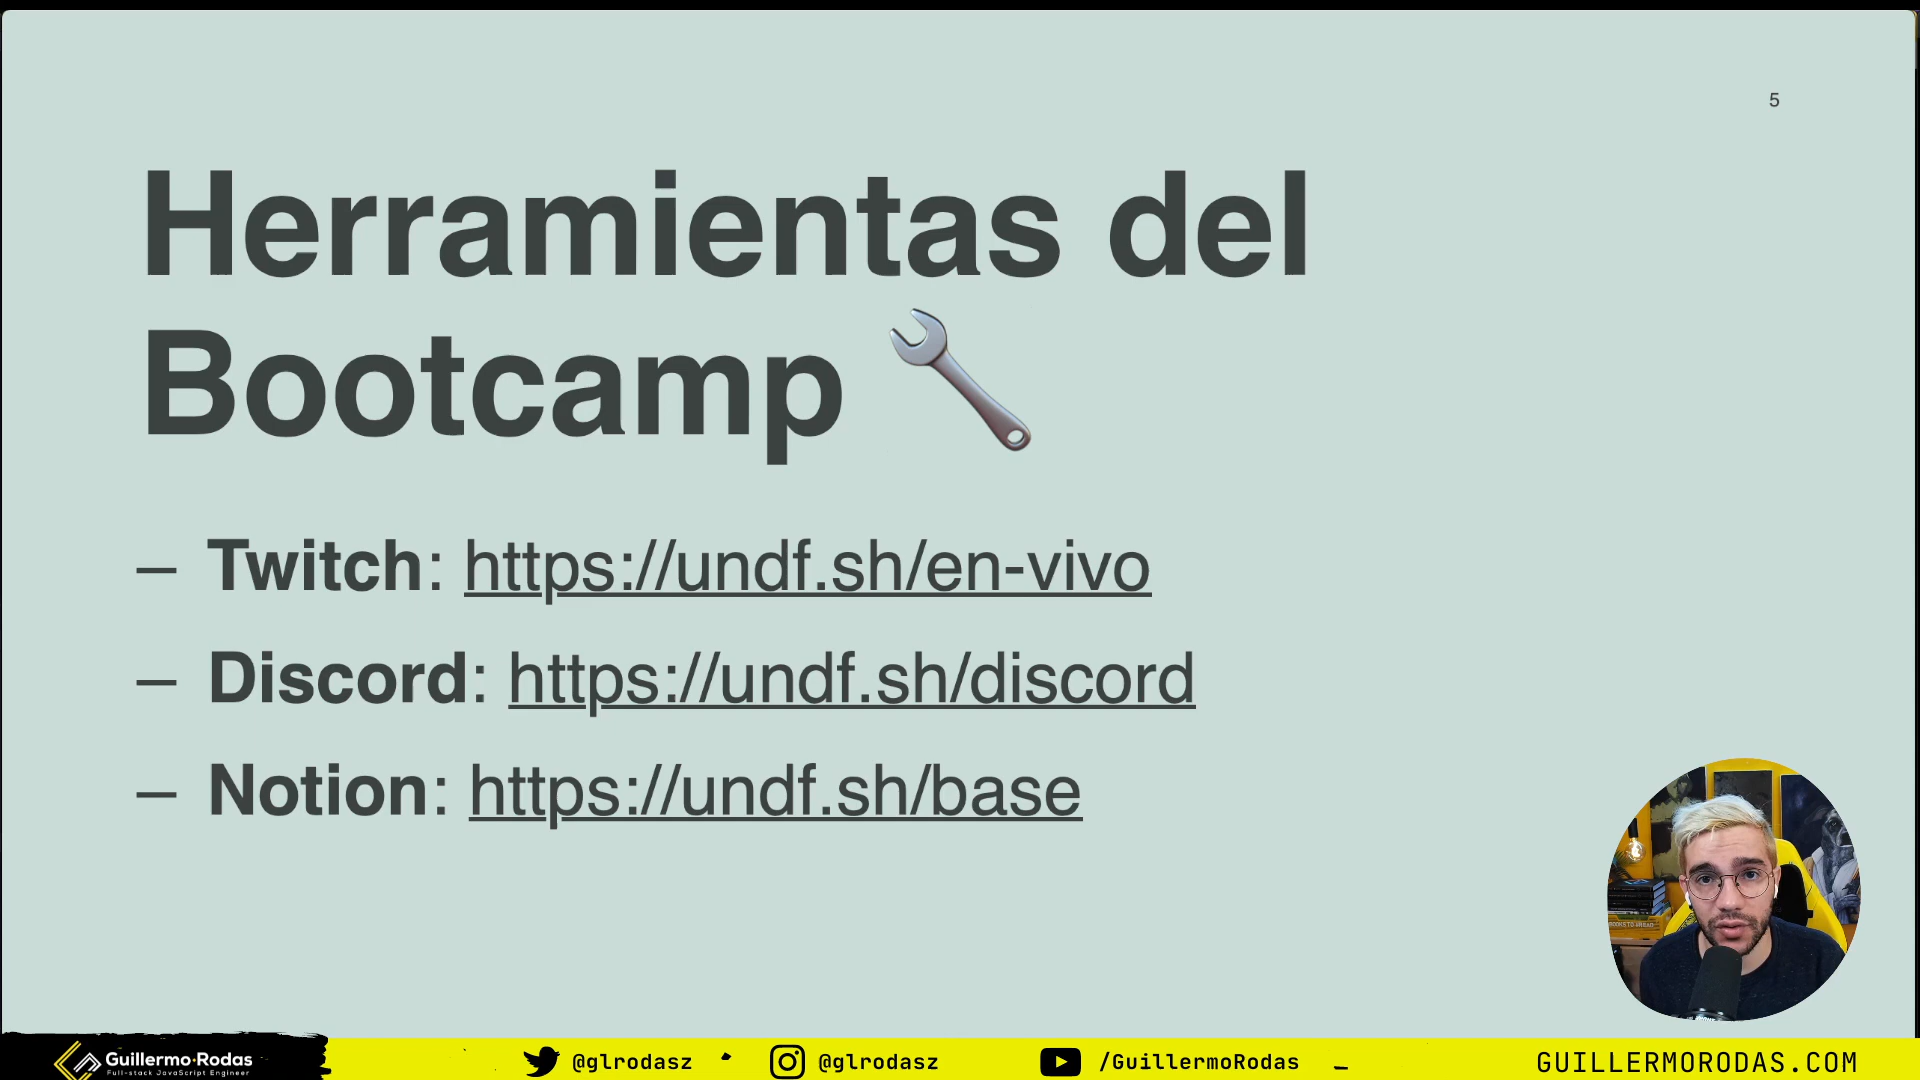 5
Herramientas del
Bootcamp
– Twitch: https://undf.sh/en-vivo
– Discord: https://undf.sh/discord
– Notion: https://undf.sh/base
Guillermo Rodas
Full-stack JavaScript Engineer
@glrodasz
@glrodasz
/GuillermoRodas
GUILLERMORODAS.COM